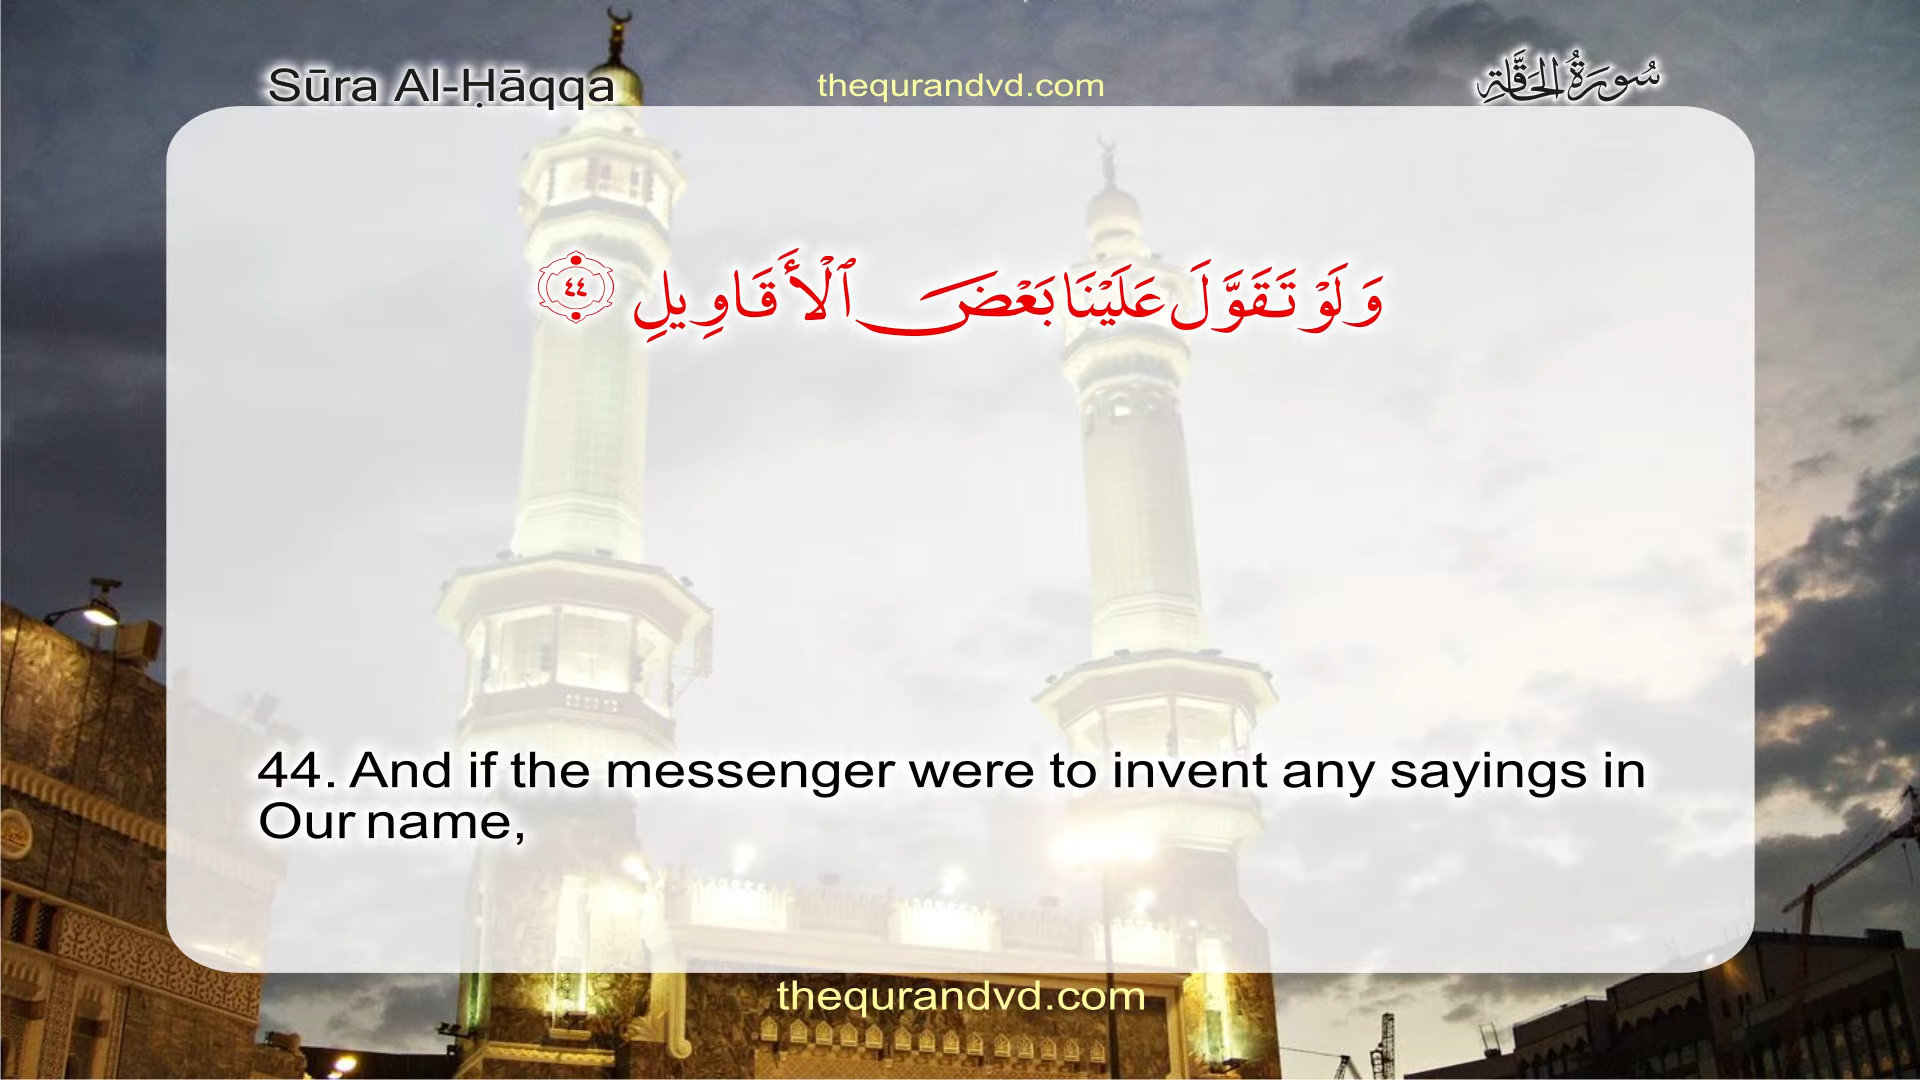 Sūra Al-Ḥāqqa
thequrandvd.com
سُورَةُ الحَاقَّةِ
وَلَوْ تَقَوَّلَ عَلَيْنَا بَعْضَ ٱلْأَقَاوِيلِ ٤٤
44. And if the messenger were to invent any sayings in
Our name,
thequrandvd.com